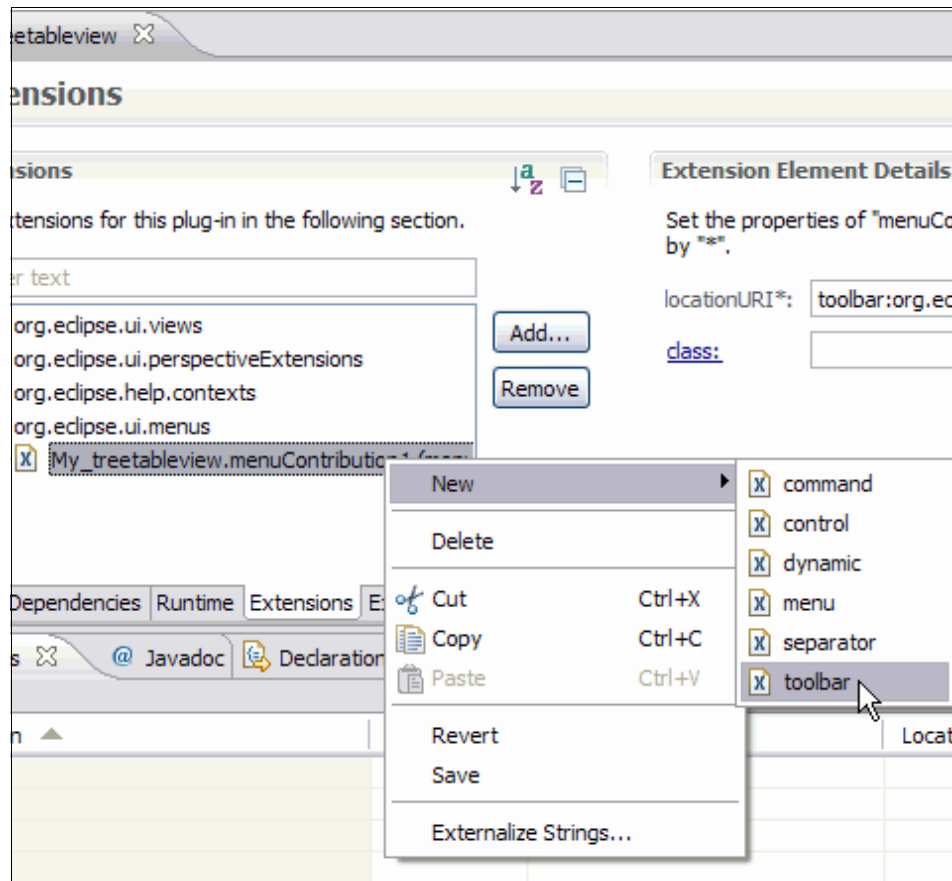 etableview
ensions
nsions
Extension Element Details
xtensions for this plug-in in the following section.
Set the properties of "menuCo
by "*".
er text
locationURI*: toolbar:org.ec
org.eclipse.ui.views
Add...
class:
org.eclipse.ui.perspectiveExtensions
org.eclipse.help.contexts
Remove
org.eclipse.ui.menus
My_treetableview.menuContribution1 (menu
New
command
control
Delete
dynamic
Dependencies Runtime Extensions E
Cut Ctrl+X
menu
Copy Ctrl+C
separator
s @ Javadoc Declaration
Paste Ctrl+V
toolbar
n
Revert
Locat
Save
Externalize Strings...